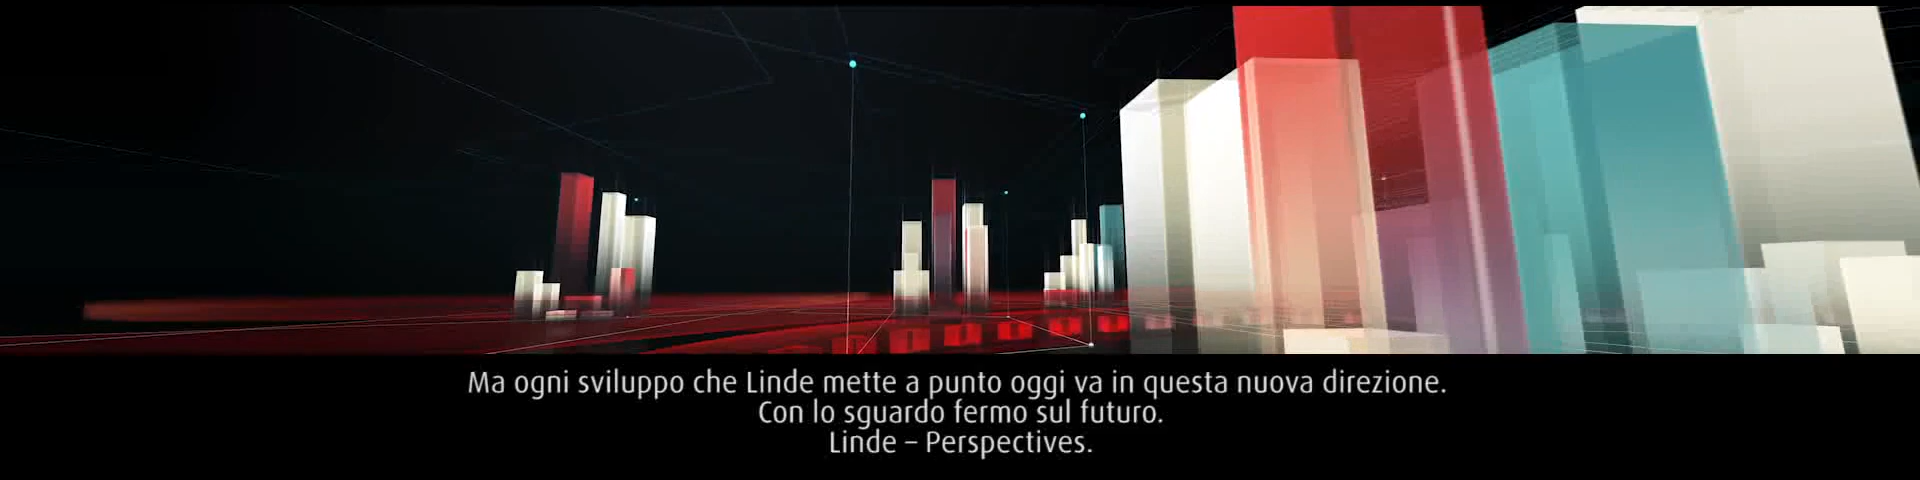 Ma ogni sviluppo che Linde mette a punto oggi va in questa nuova direzione.
Con lo sguardo fermo sul futuro.
Linde – Perspectives.